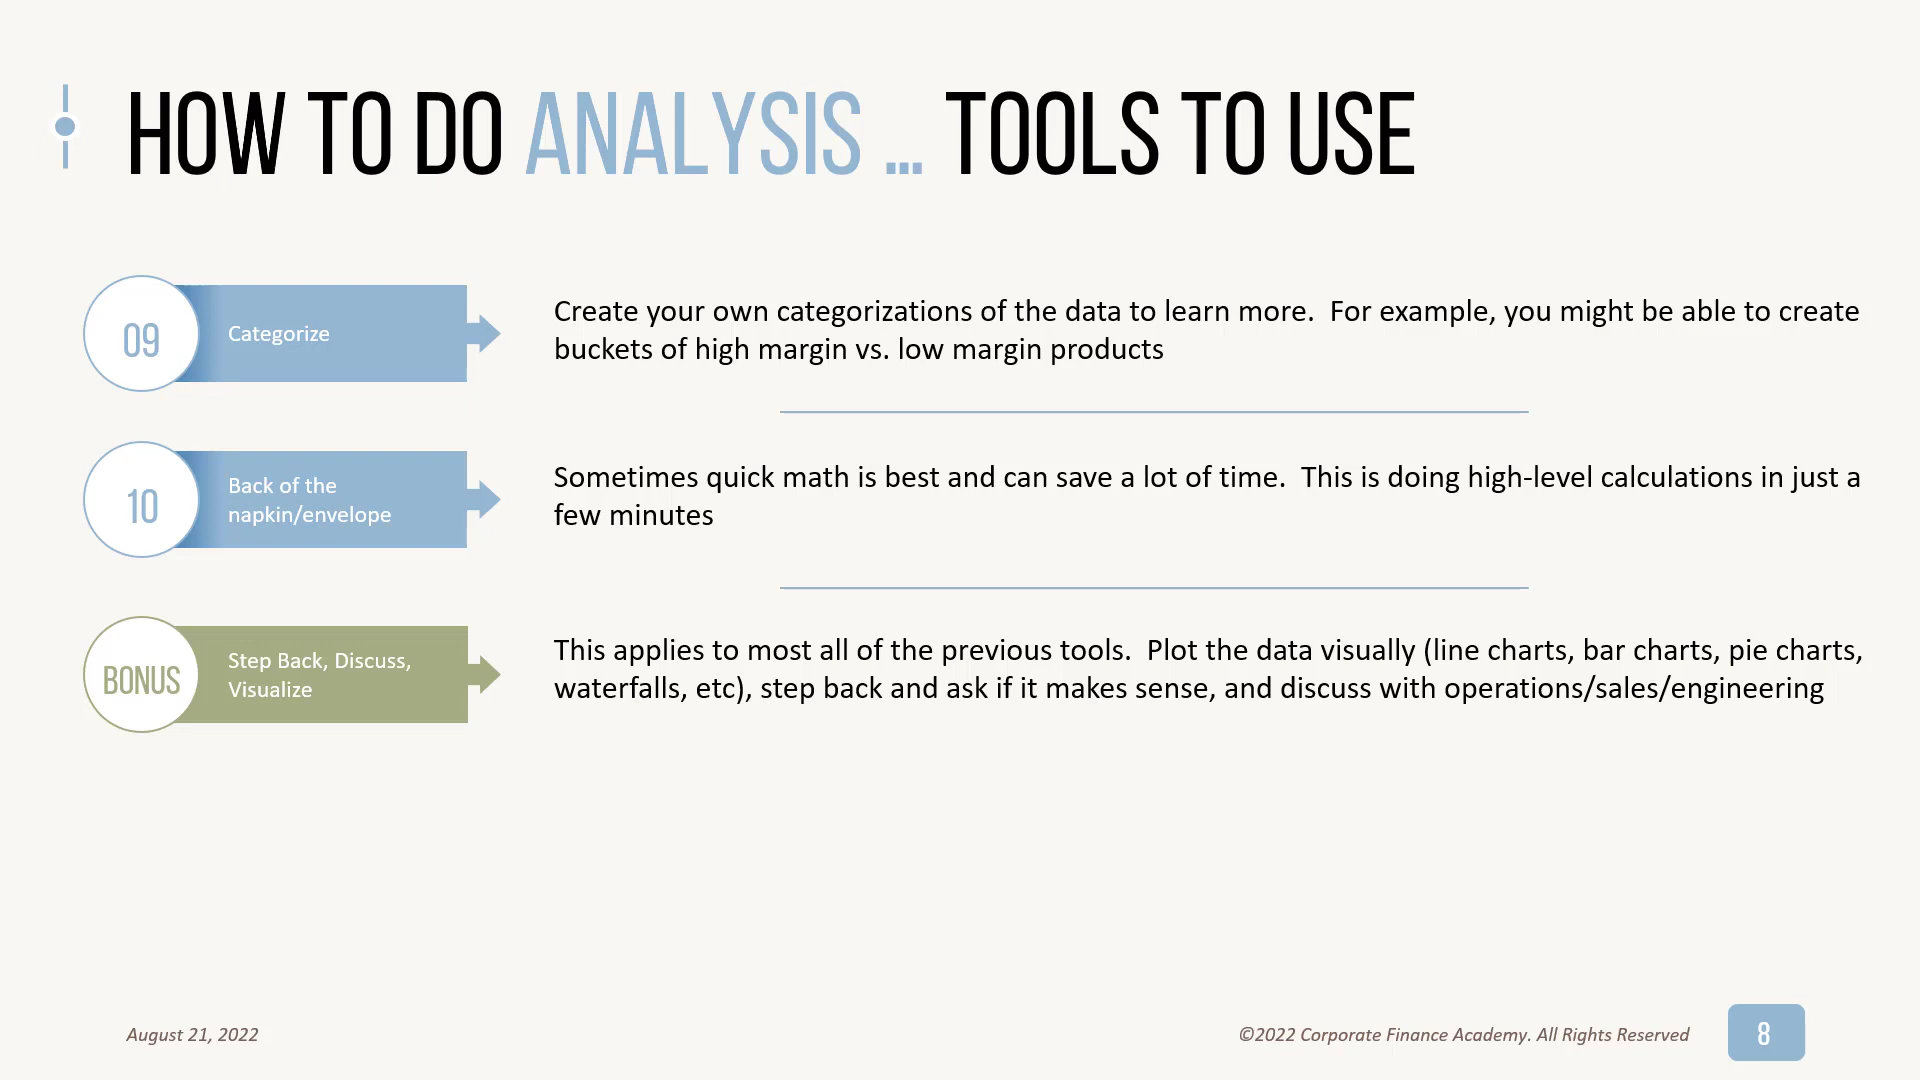 HOW TO DO ANALYSIS ... TOOLS TO USE
09
Categorize
Create your own categorizations of the data to learn more.  For example, you might be able to create
buckets of high margin vs. low margin products
10
Back of the
napkin/envelope
Sometimes quick math is best and can save a lot of time.  This is doing high-level calculations in just a
few minutes
BONUS
Step Back, Discuss,
Visualize
This applies to most all of the previous tools.  Plot the data visually (line charts, bar charts, pie charts,
waterfalls, etc), step back and ask if it makes sense, and discuss with operations/sales/engineering
August 21, 2022
©2022 Corporate Finance Academy. All Rights Reserved
8